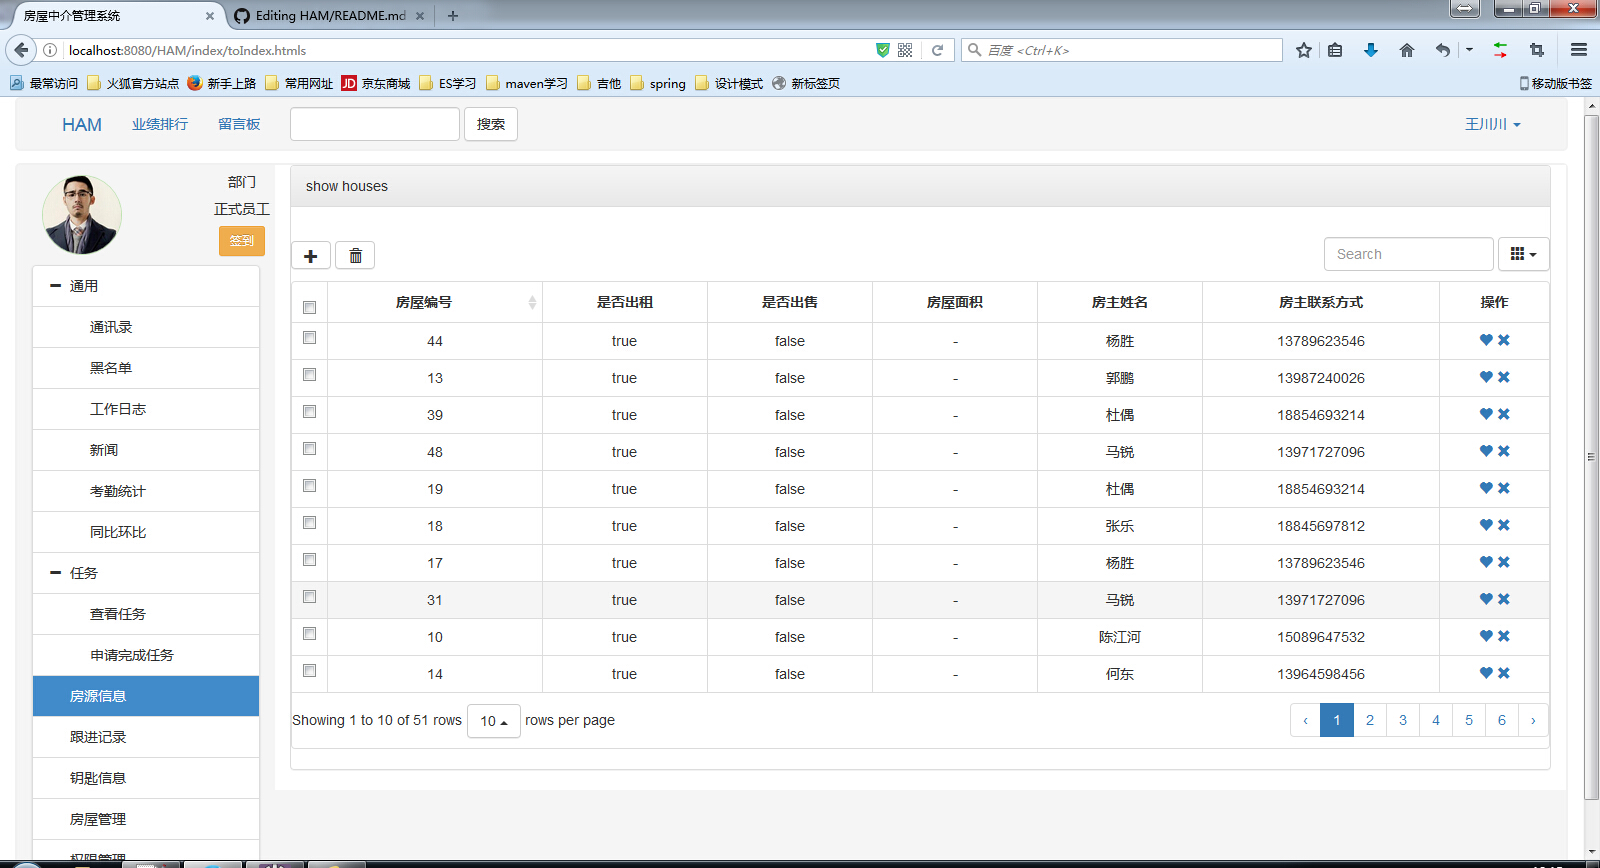 房屋中介管理系统
Editing HAM/README.md
localhost:8080/HAM/index/toIndex.htmls
百度 <Ctrl+K>
最常访问 火狐官方站点 新手上路 常用网址 JD 京东商城 ES学习 maven学习 吉他 spring 设计模式 新标签页 移动版书签
HAM 业绩排行 留言板 搜索 王川川
部门
正式员工
签到
通用
通讯录
黑名单
工作日志
新闻
考勤统计
同比环比
任务
查看任务
申请完成任务
房源信息
跟进记录
钥匙信息
房屋管理
权限管理
show houses
Search
房屋编号 是否出租 是否出售 房屋面积 房主姓名 房主联系方式 操作
44 true false - 杨胜 13789623546
13 true false - 郭鹏 13987240026
39 true false - 杜偶 18854693214
48 true false - 马锐 13971727096
19 true false - 杜偶 18854693214
18 true false - 张乐 18845697812
17 true false - 杨胜 13789623546
31 true false - 马锐 13971727096
10 true false - 陈江河 15089647532
14 true false - 何东 13964598456
Showing 1 to 10 of 51 rows 10 rows per page
‹ 1 2 3 4 5 6 ›